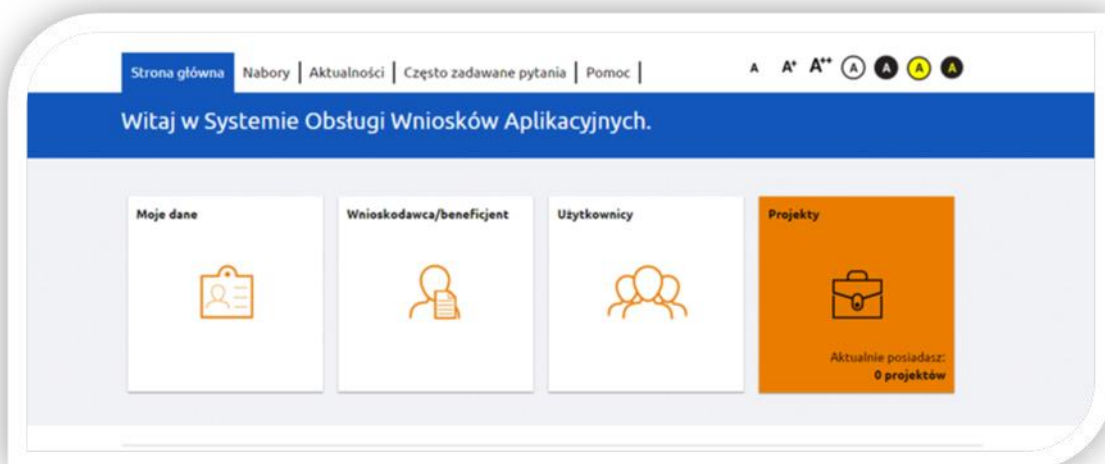 Strona główna Nabory Aktualności Często zadawane pytania Pomoc A A+ A++ A A A A
Witaj w Systemie Obsługi Wniosków Aplikacyjnych.
Moje dane Wnioskodawca/beneficjent Użytkownicy Projekty
Aktualnie posiadasz:
0 projektów